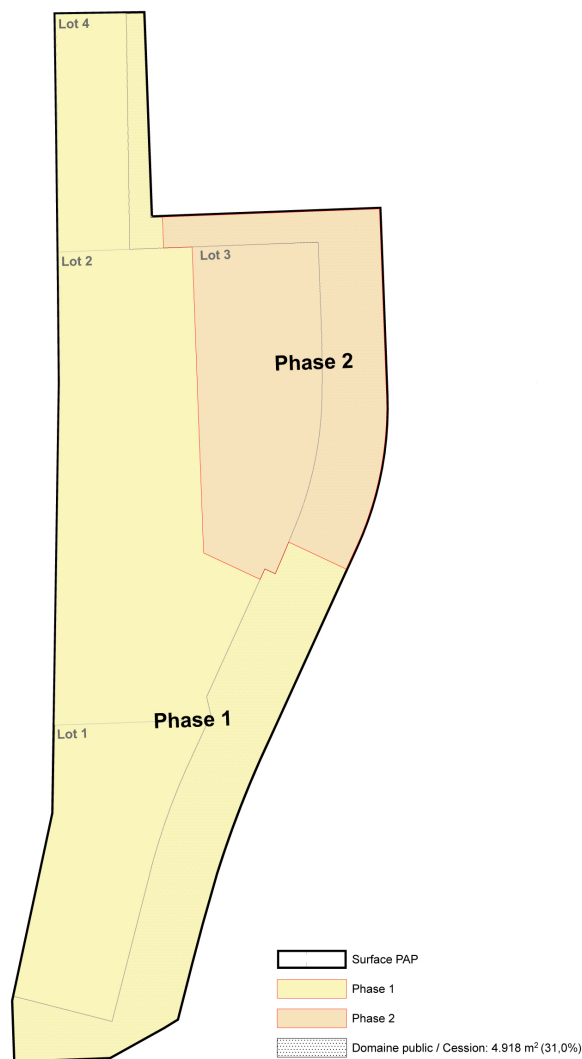 Lot 4
Lot 2
Lot 3
Phase 2
Phase 1
Lot 1
Surface PAP
Phase 1
Phase 2
Domaine public / Cession: 4.918 m² (31,0%)